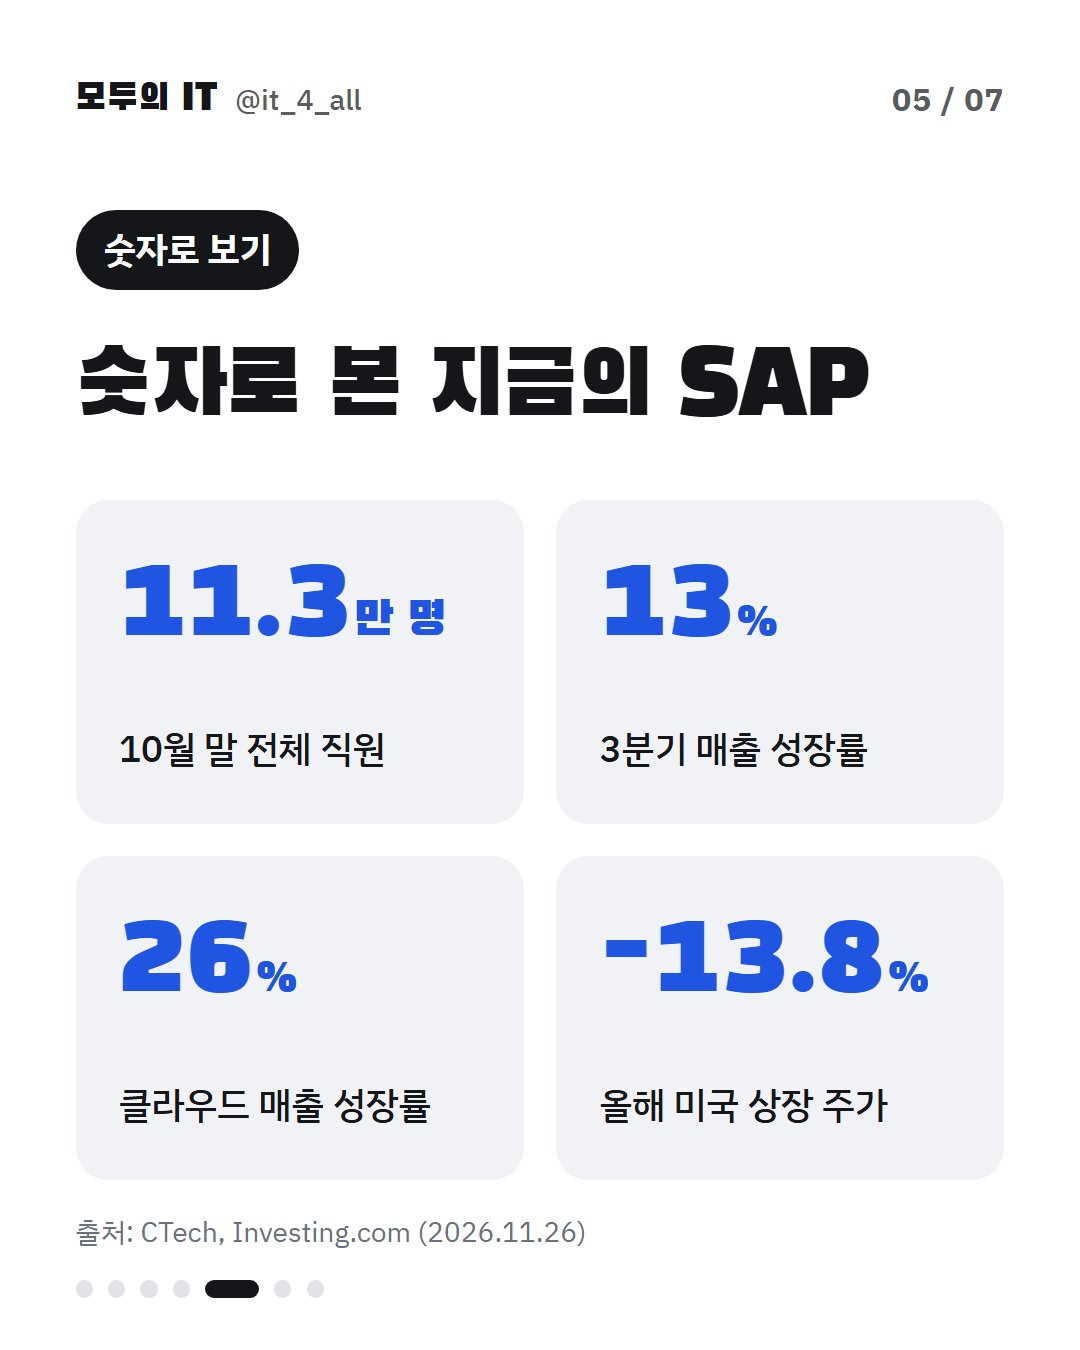 모두의 IT @it_4_all
05 / 07
숫자로 보기
숫자로 본 지금의 SAP
11.3만 명
10월 말 전체 직원
13%
3분기 매출 성장률
26%
클라우드 매출 성장률
-13.8%
올해 미국 상장 주가
출처: CTech, Investing.com (2026.11.26)